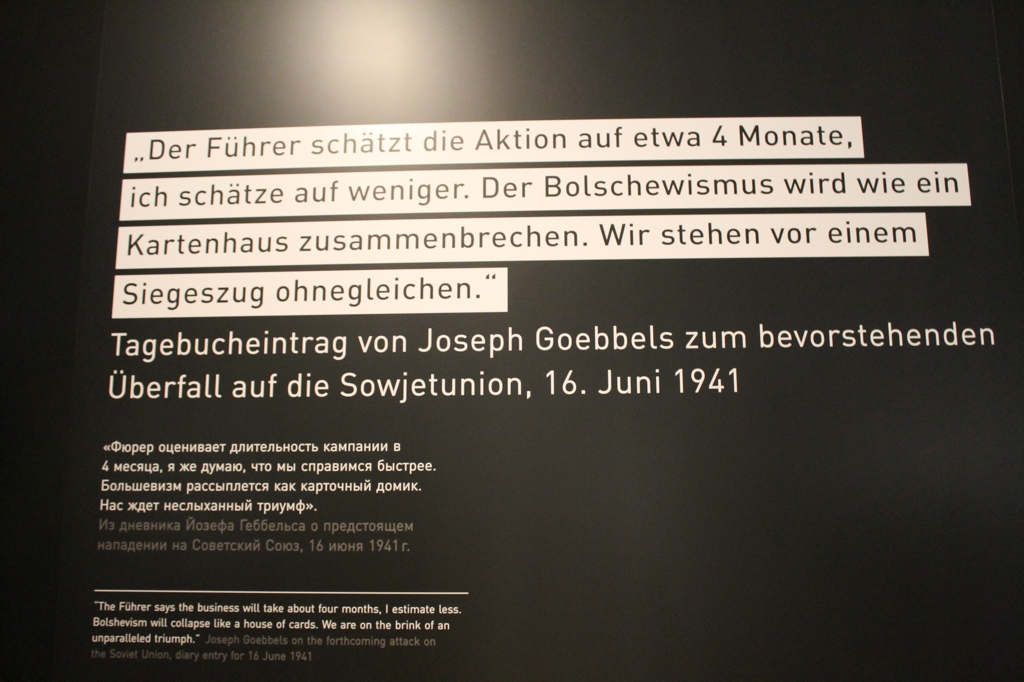 „Der Führer schätzt die Aktion auf etwa 4 Monate,
ich schätze auf weniger. Der Bolschewismus wird wie ein
Kartenhaus zusammenbrechen. Wir stehen vor einem
Siegeszug ohnegleichen.“
Tagebucheintrag von Joseph Goebbels zum bevorstehenden
Überfall auf die Sowjetunion, 16. Juni 1941
«Фюрер оценивает длительность кампании в
4 месяца, я же думаю, что мы справимся быстрее.
Большевизм рассыплется как карточный домик.
Нас ждет неслыханный триумф».
Из дневника Йозефа Геббельса о предстоящем
нападении на Советский Союз, 16 июня 1941 г.
"The Führer says the business will take about four months, I estimate less.
Bolshevism will collapse like a house of cards. We are on the brink of an
unparalleled triumph." Joseph Goebbels on the forthcoming attack on
the Soviet Union, diary entry for 16 June 1941